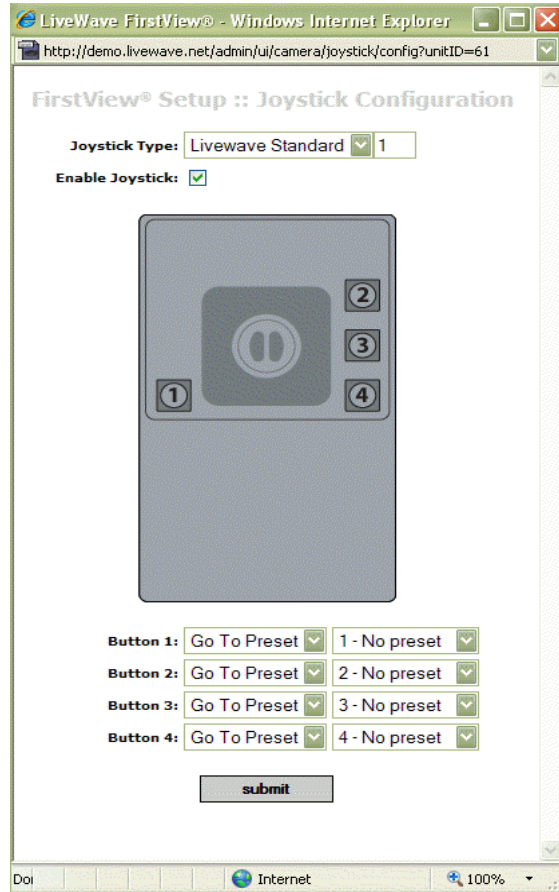 LiveWave FirstView® - Windows Internet Explorer
http://demo.livewave.net/admin/ui/camera/joystick/config?unitID=61
FirstView® Setup :: Joystick Configuration
Joystick Type: Livewave Standard 1
Enable Joystick:
2
3
1 4
Button 1: Go To Preset 1 - No preset
Button 2: Go To Preset 2 - No preset
Button 3: Go To Preset 3 - No preset
Button 4: Go To Preset 4 - No preset
submit
Internet 100%